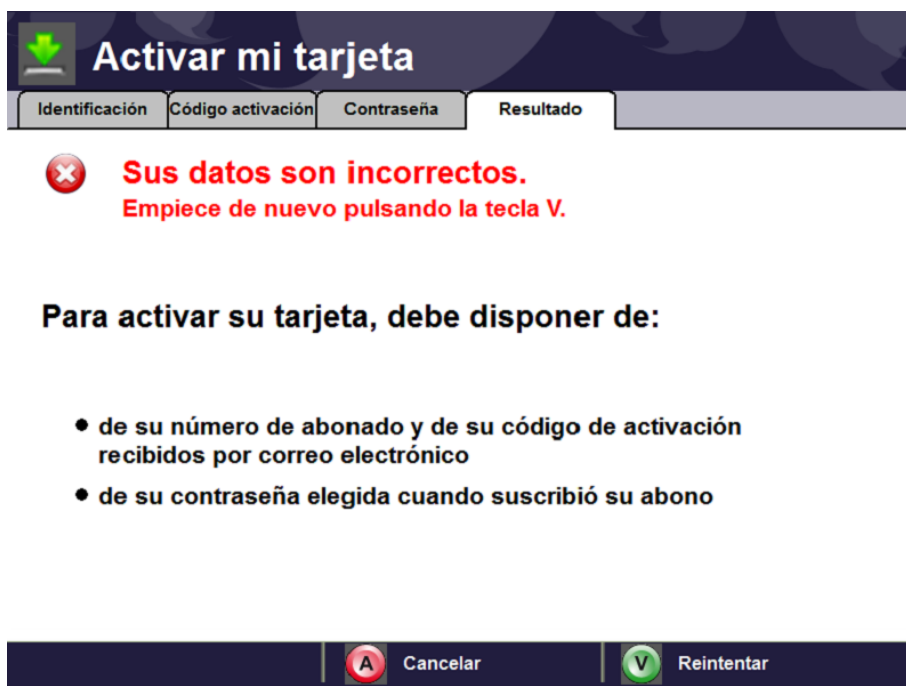 Activar mi tarjeta
Identificación Código activación Contraseña Resultado
Sus datos son incorrectos.
Empiece de nuevo pulsando la tecla V.
Para activar su tarjeta, debe disponer de:
• de su número de abonado y de su código de activación
recibidos por correo electrónico
• de su contraseña elegida cuando suscribió su abono
A Cancelar V Reintentar